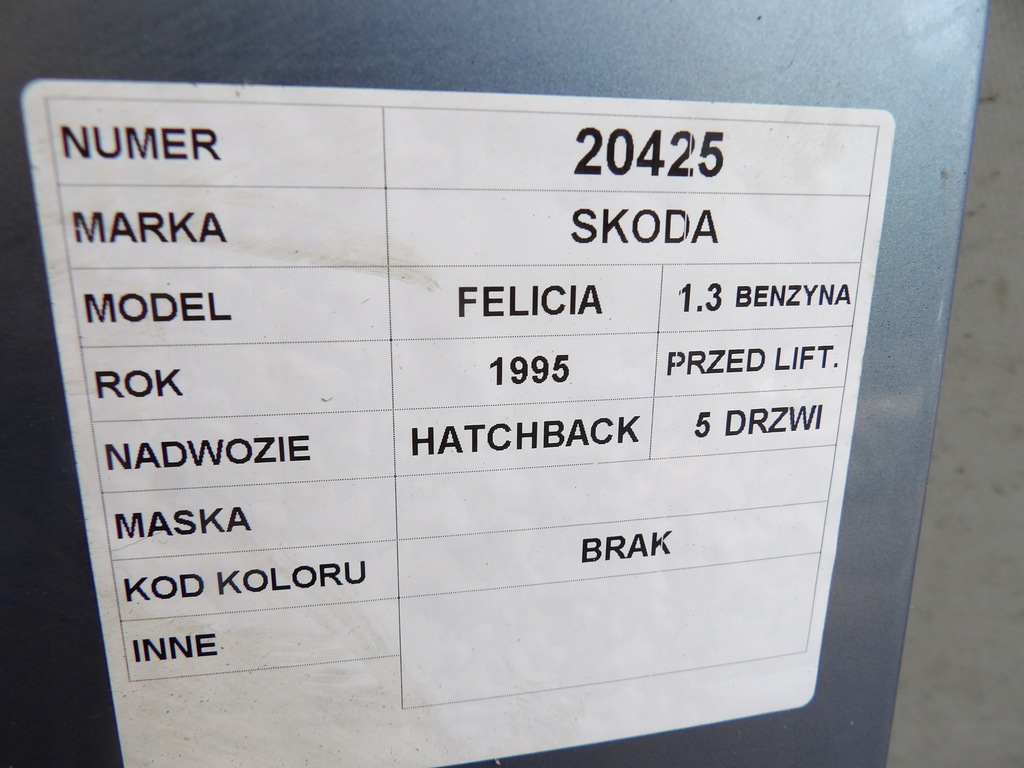 NUMER 20425
MARKA SKODA
MODEL FELICIA 1.3 BENZYNA
ROK 1995 PRZED LIFT.
NADWOZIE HATCHBACK 5 DRZWI
MASKA
KOD KOLORU BRAK
INNE